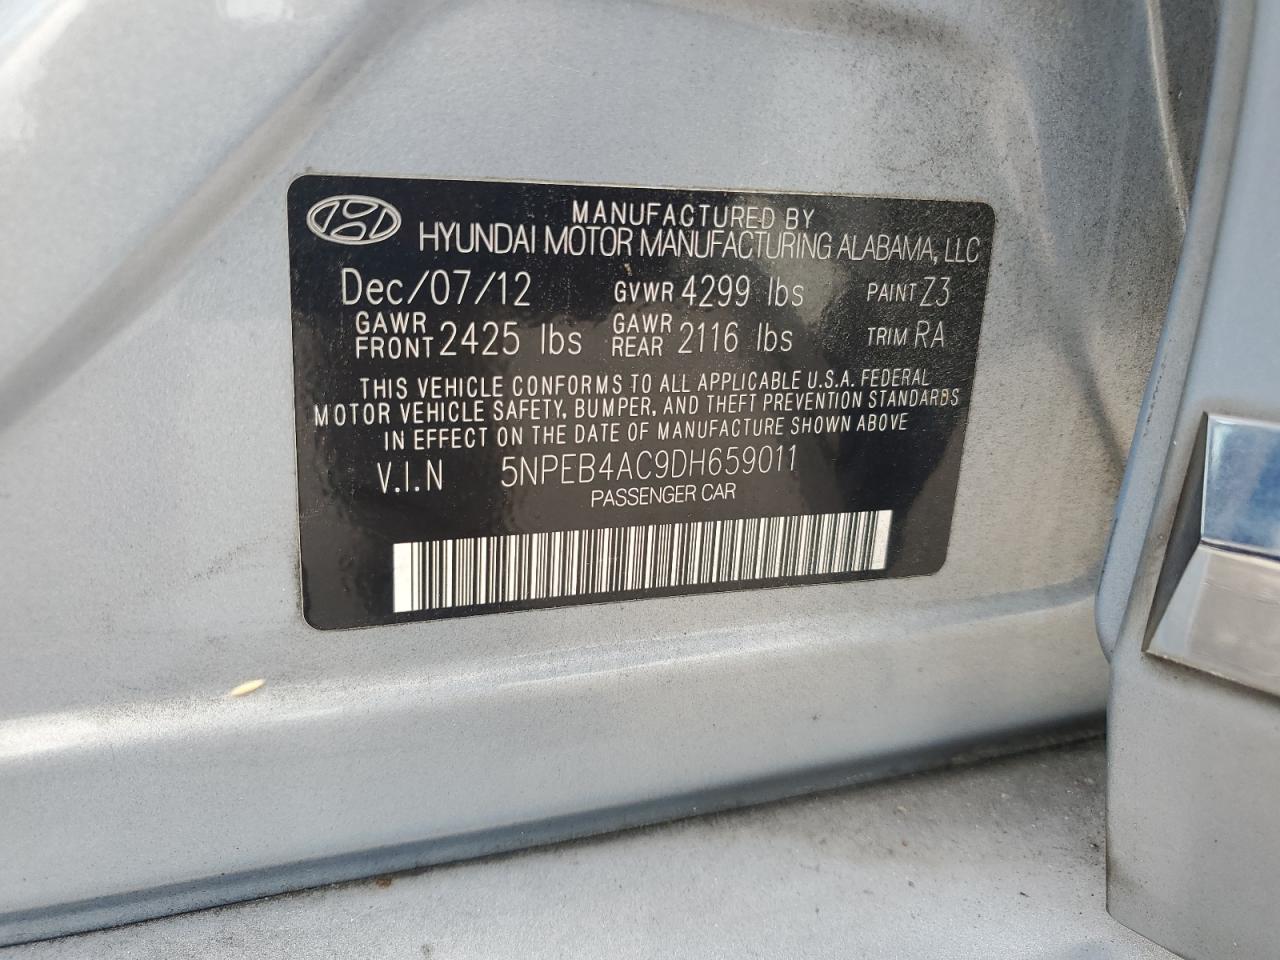 MANUFACTURED BY
HYUNDAI MOTOR MANUFACTURING ALABAMA, LLC
Dec/07/12 GVWR 4299 lbs PAINT Z3
GAWR FRONT 2425 lbs GAWR REAR 2116 lbs TRIM RA
THIS VEHICLE CONFORMS TO ALL APPLICABLE U.S.A. FEDERAL
MOTOR VEHICLE SAFETY, BUMPER, AND THEFT PREVENTION STANDARDS
IN EFFECT ON THE DATE OF MANUFACTURE SHOWN ABOVE
V.I.N 5NPEB4AC9DH659011
PASSENGER CAR